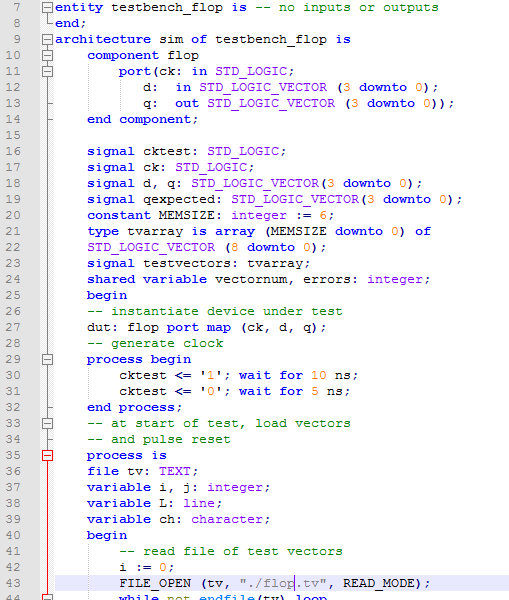 7 entity testbench_flop is -- no inputs or outputs
8 end;
9 architecture sim of testbench_flop is
10 component flop
11 port(ck: in STD_LOGIC;
12 d: in STD_LOGIC_VECTOR (3 downto 0);
13 q: out STD_LOGIC_VECTOR (3 downto 0));
14 end component;
15
16 signal cktest: STD_LOGIC;
17 signal ck: STD_LOGIC;
18 signal d, q: STD_LOGIC_VECTOR(3 downto 0);
19 signal qexpected: STD_LOGIC_VECTOR(3 downto 0);
20 constant MEMSIZE: integer := 6;
21 type tvarray is array (MEMSIZE downto 0) of
22 STD_LOGIC_VECTOR (8 downto 0);
23 signal testvectors: tvarray;
24 shared variable vectornum, errors: integer;
25 begin
26 -- instantiate device under test
27 dut: flop port map (ck, d, q);
28 -- generate clock
29 process begin
30 cktest <= '1'; wait for 10 ns;
31 cktest <= '0'; wait for 5 ns;
32 end process;
33 -- at start of test, load vectors
34 -- and pulse reset
35 process is
36 file tv: TEXT;
37 variable i, j: integer;
38 variable L: line;
39 variable ch: character;
40 begin
41 -- read file of test vectors
42 i := 0;
43 FILE_OPEN (tv, "./flop.tv", READ_MODE);
44 while not endfile(tv) loop